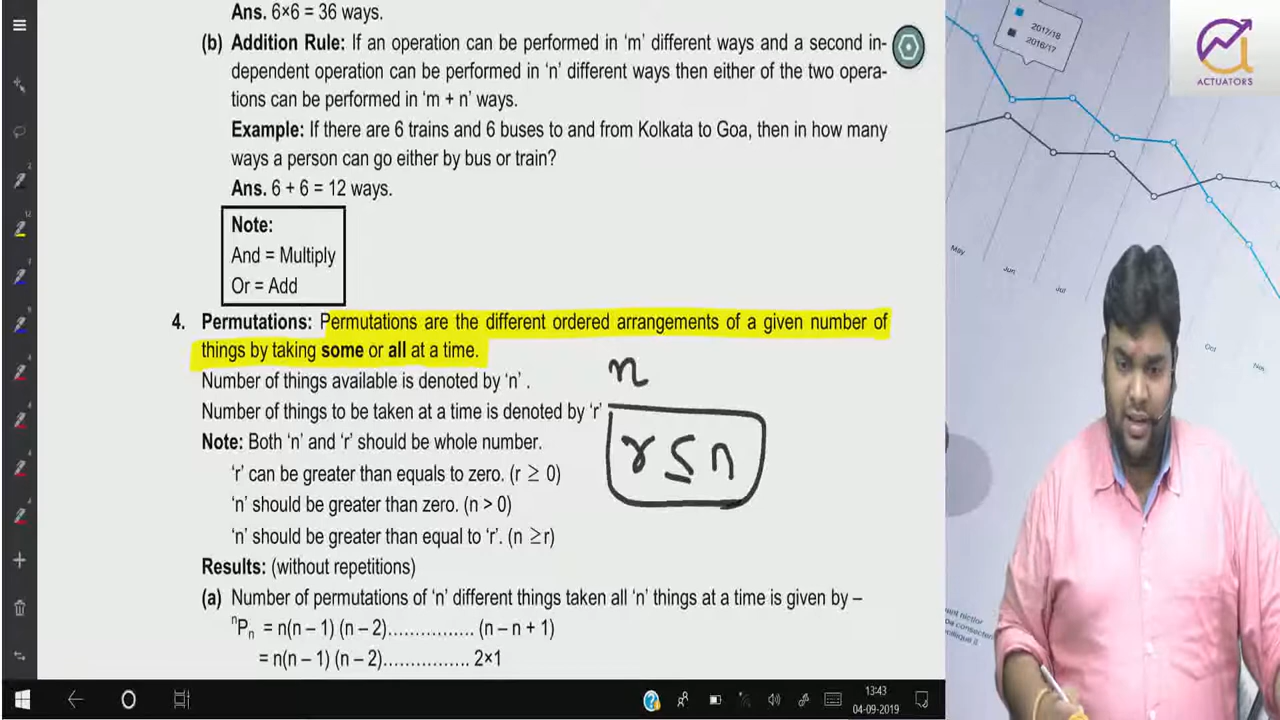 Ans. 6×6 = 36 ways.
(b) Addition Rule: If an operation can be performed in ‘m’ different ways and a second in-
dependent operation can be performed in ‘n’ different ways then either of the two opera-
tions can be performed in ‘m + n’ ways.
Example: If there are 6 trains and 6 buses to and from Kolkata to Goa, then in how many
ways a person can go either by bus or train?
Ans. 6 + 6 = 12 ways.
Note:
And = Multiply
Or = Add
4. Permutations: Permutations are the different ordered arrangements of a given number of
things by taking some or all at a time.
Number of things available is denoted by ‘n’ .
n
Number of things to be taken at a time is denoted by ‘r’
Note: Both ‘n’ and ‘r’ should be whole number.
r ≤ n
‘r’ can be greater than equals to zero. (r ≥ 0)
‘n’ should be greater than zero. (n > 0)
‘n’ should be greater than equal to ‘r’. (n ≥r)
Results: (without repetitions)
(a) Number of permutations of ‘n’ different things taken all ‘n’ things at a time is given by –
ⁿPₙ = n(n – 1) (n – 2)................ (n – n + 1)
= n(n – 1) (n – 2)................ 2×1
13:43
04-09-2019
2017/18
2016/17
ACTUATORS
May
Jun
Jul
Oct